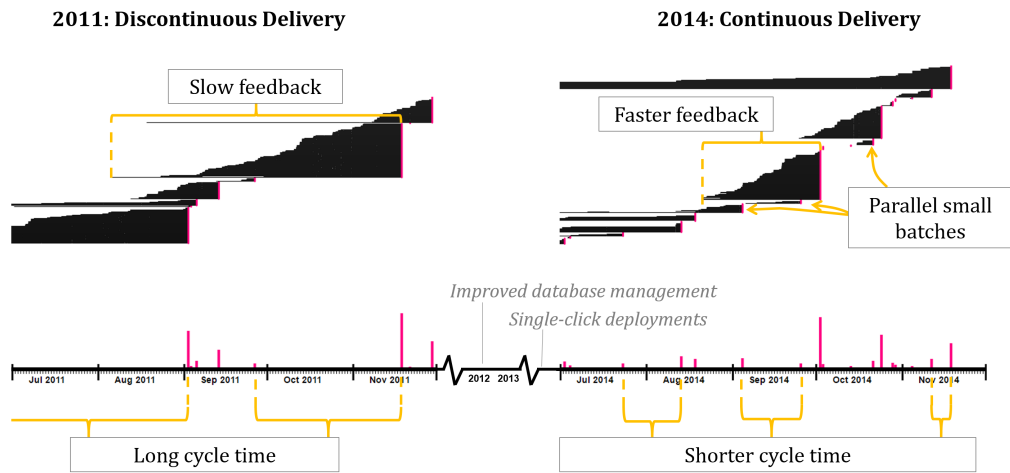 2011: Discontinuous Delivery
2014: Continuous Delivery
Slow feedback
Faster feedback
Parallel small
batches
Improved database management
Single-click deployments
Jul 2011
Aug 2011
Sep 2011
Oct 2011
Nov 2011
2012
2013
Jul 2014
Aug 2014
Sep 2014
Oct 2014
Nov 2014
Long cycle time
Shorter cycle time